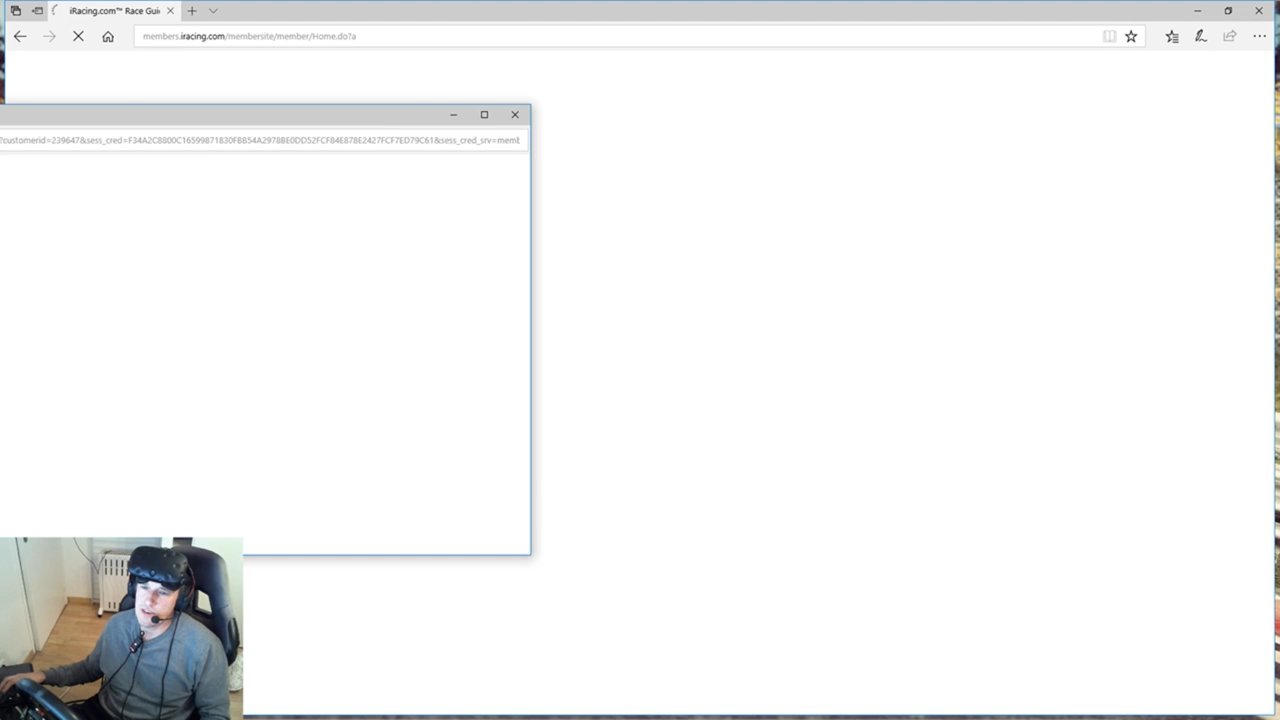 iRacing.com™ Race Gui
members.iracing.com/membersite/member/Home.do?a
?customerid=239647&sess_cred=F34A2C8800C16599871830FBB54A2978BE0DD52FCF84E878E2427FCF7ED79C61&sess_cred_srv=memb